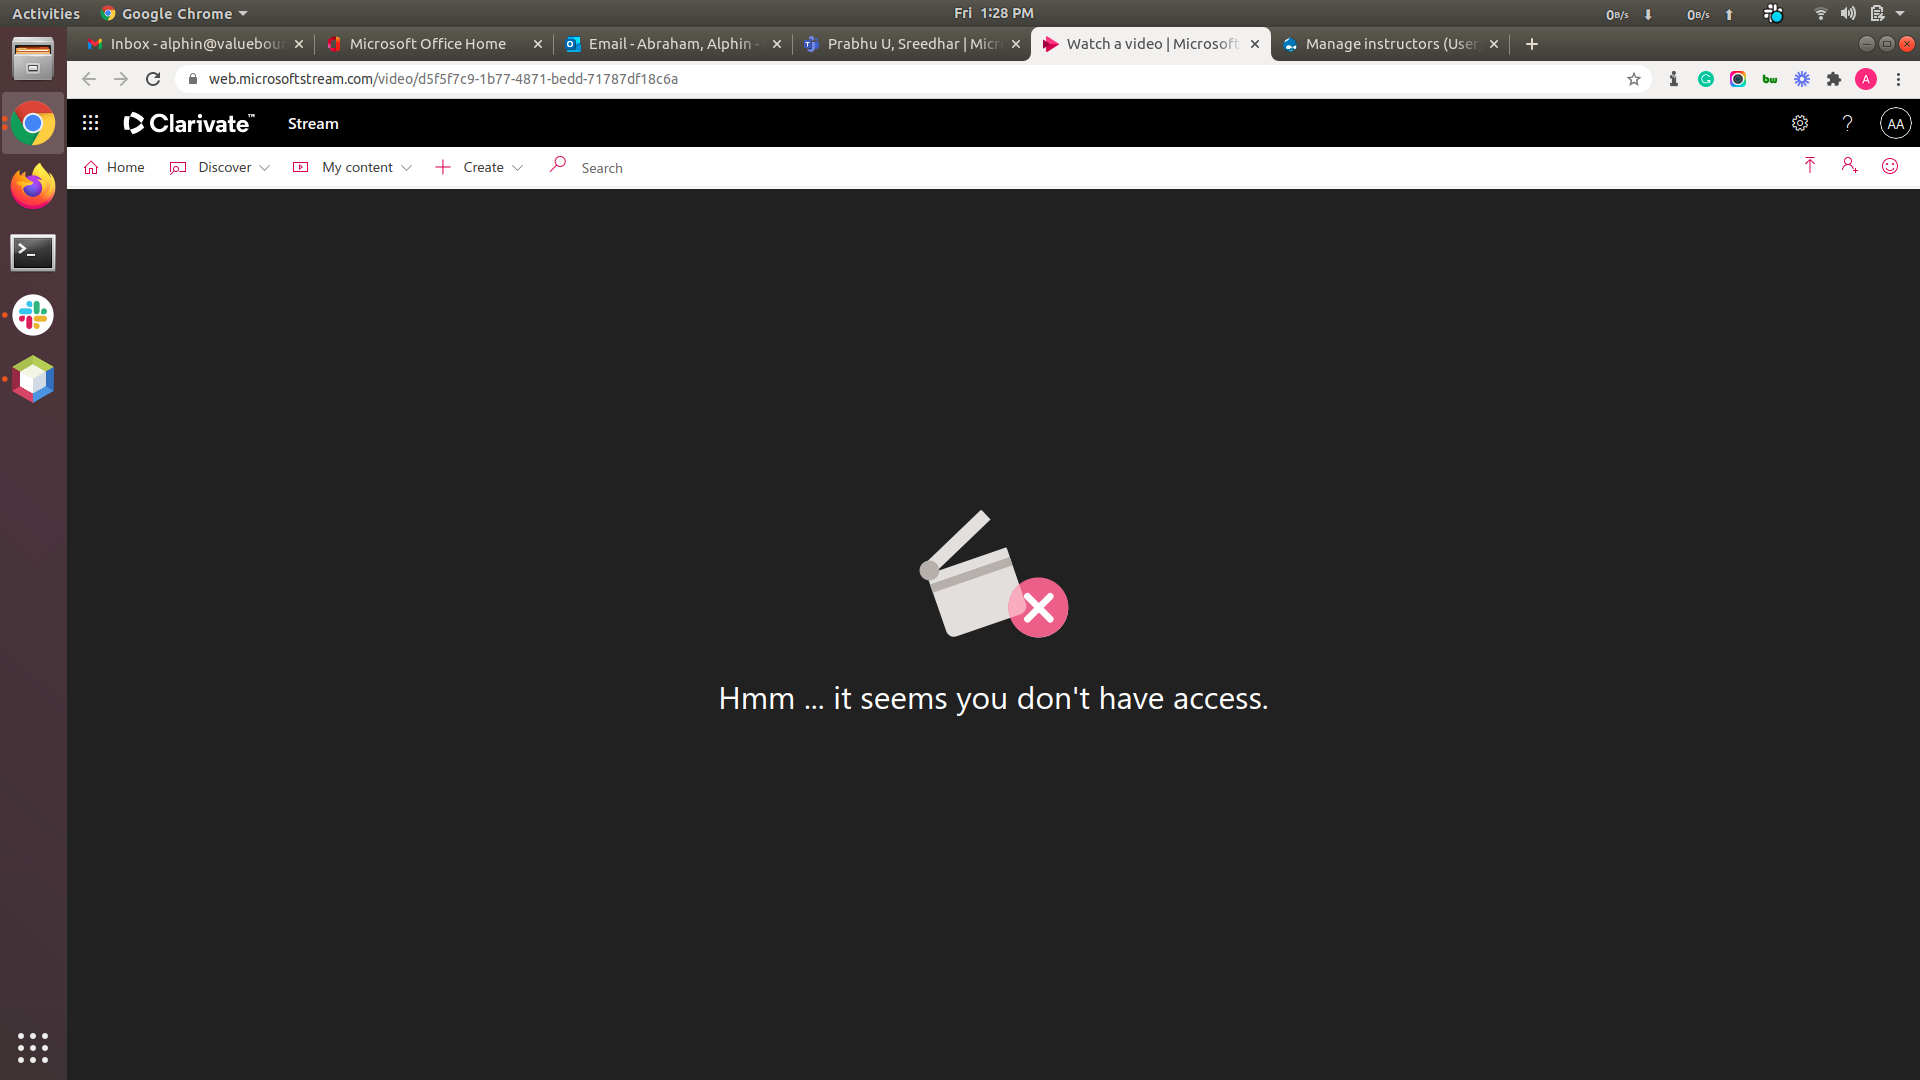 Activities
Google Chrome
Fri 1:28 PM
0B/s
0B/s
Inbox - alphin@valuebour
Microsoft Office Home
Email - Abraham, Alphin -
Prabhu U, Sreedhar | Micr
Watch a video | Microsoft
Manage instructors (User
web.microsoftstream.com/video/d5f5f7c9-1b77-4871-bedd-71787df18c6a
bw
A
Clarivate™
Stream
?
AA
Home
Discover
My content
Create
Search
Hmm ... it seems you don't have access.